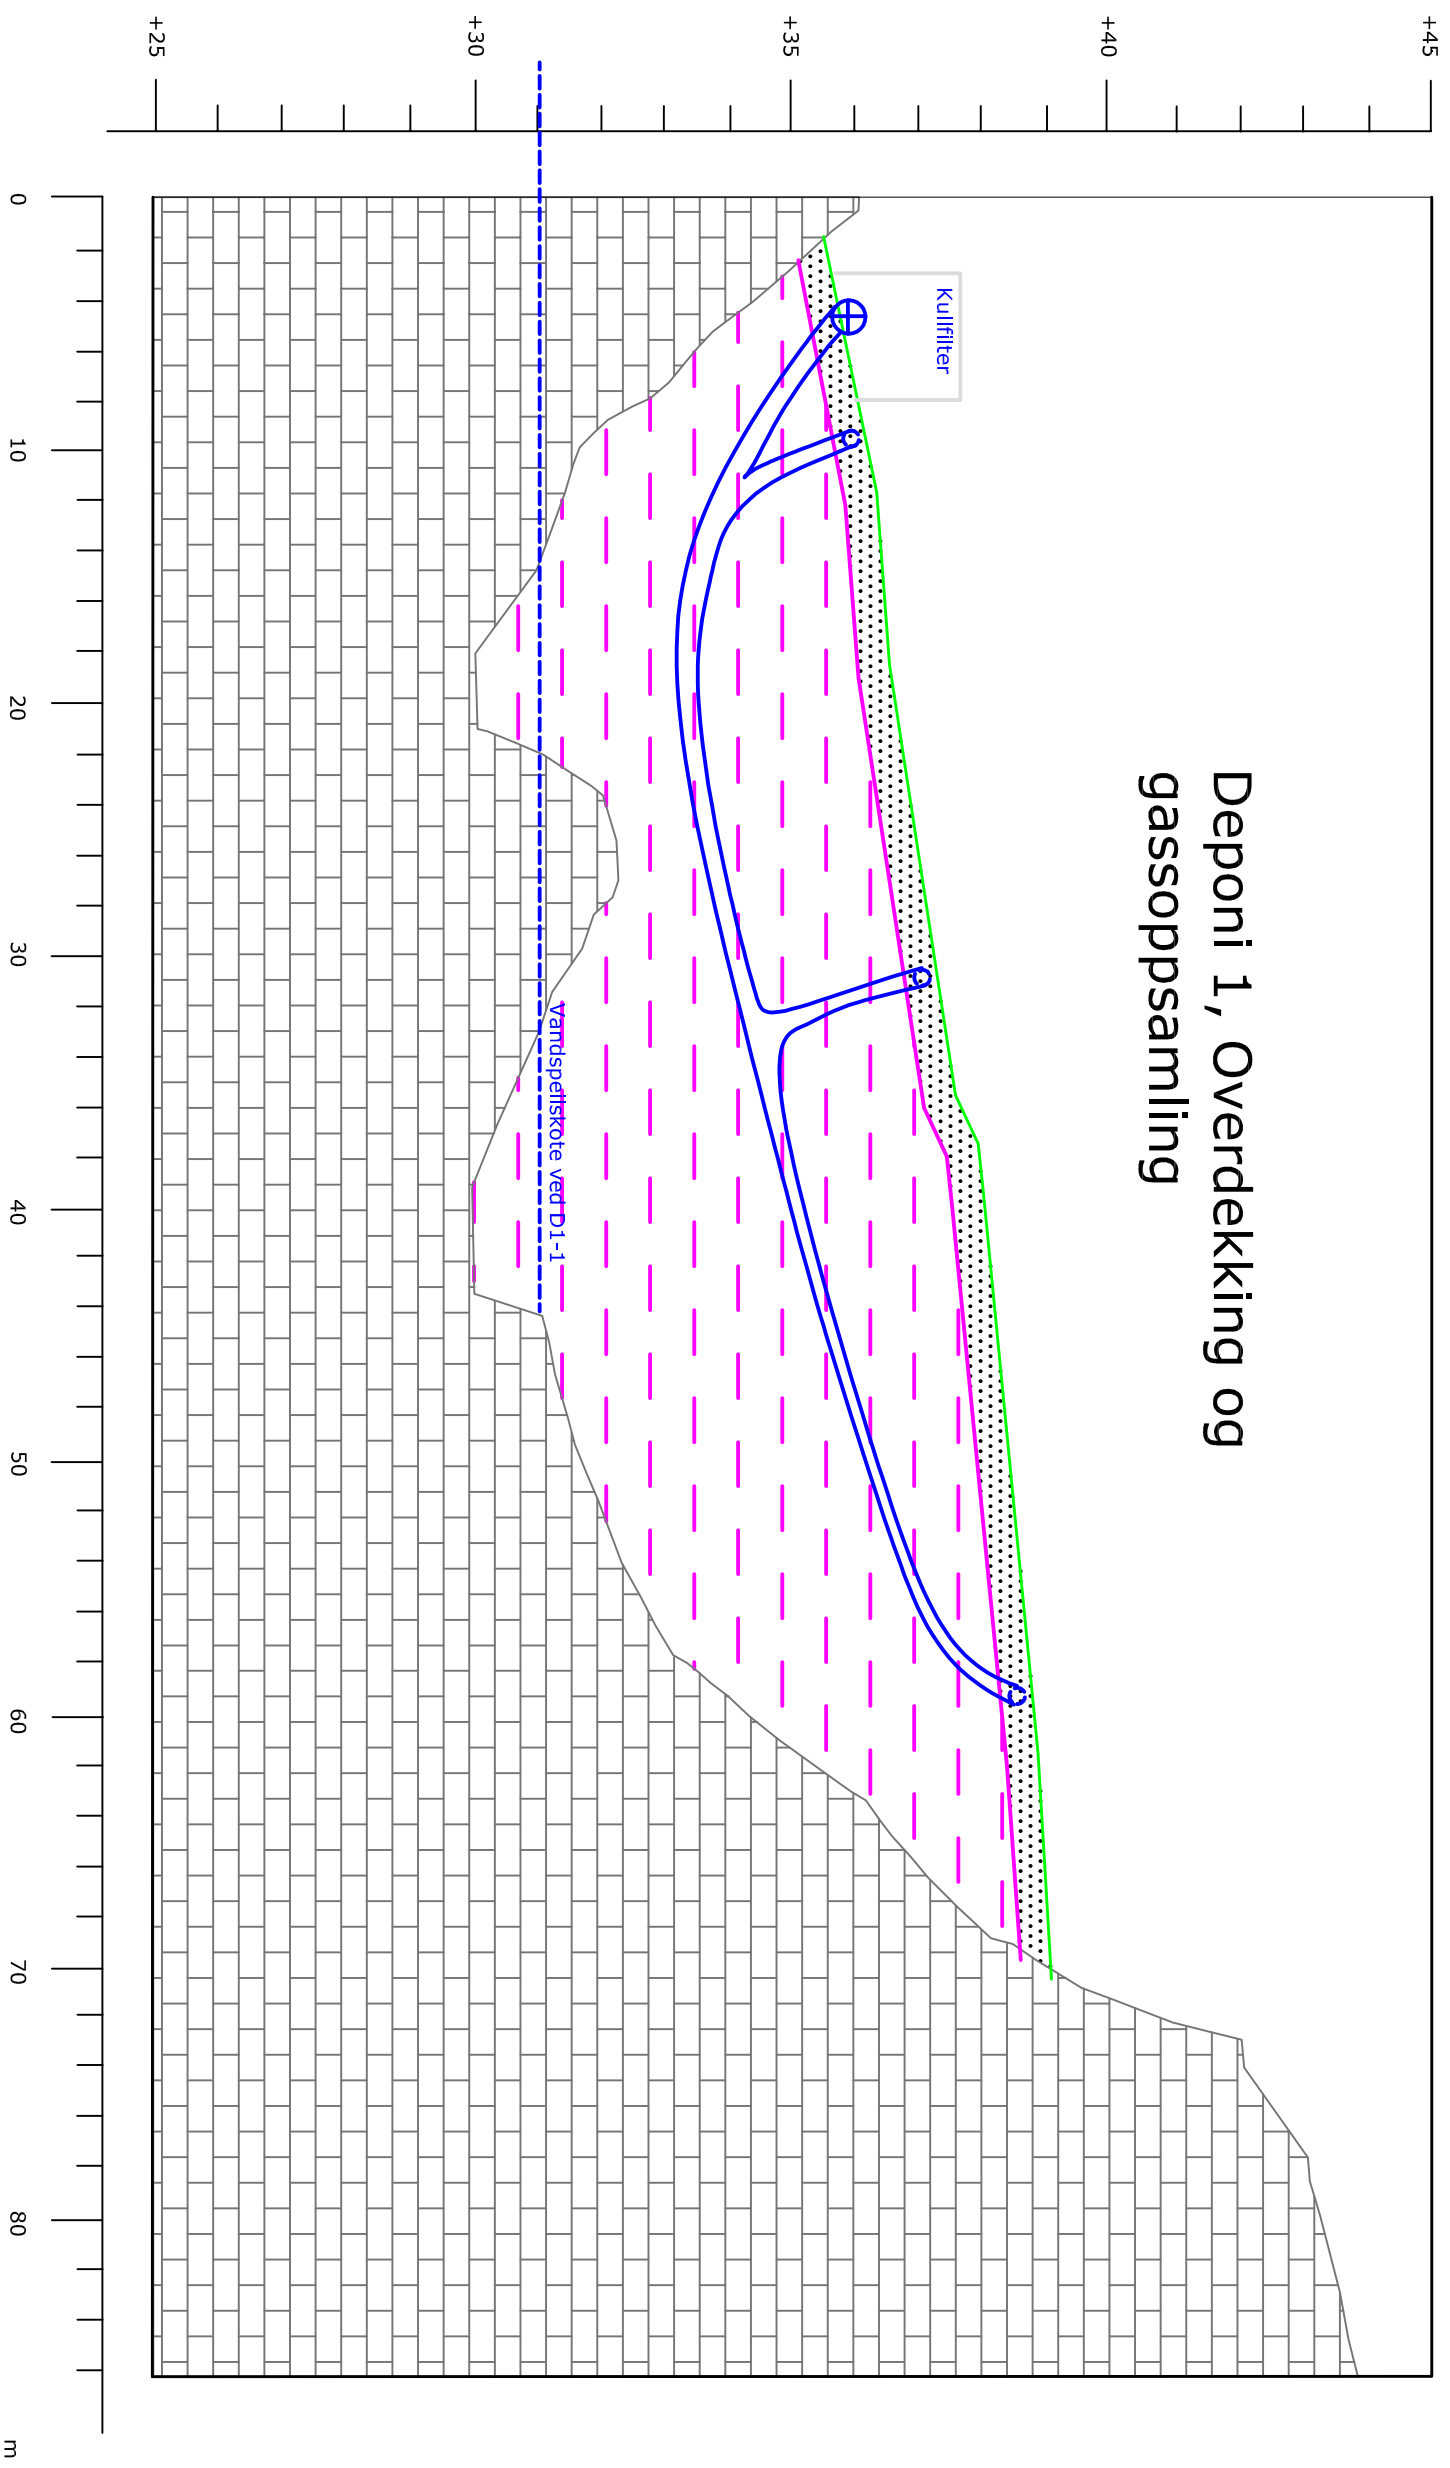 Deponi 1, Overdekking og
gassoppsamling
+45
+40
+35
+30
+25
Kullfilter
Vandspeilskote ved D1-1
0
10
20
30
40
50
60
70
80
m